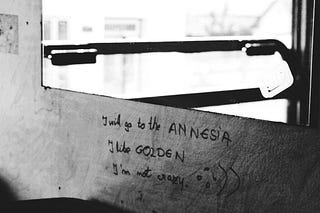 I will go to the ANNESIA
I like GOLDEN
I'm not crazy.